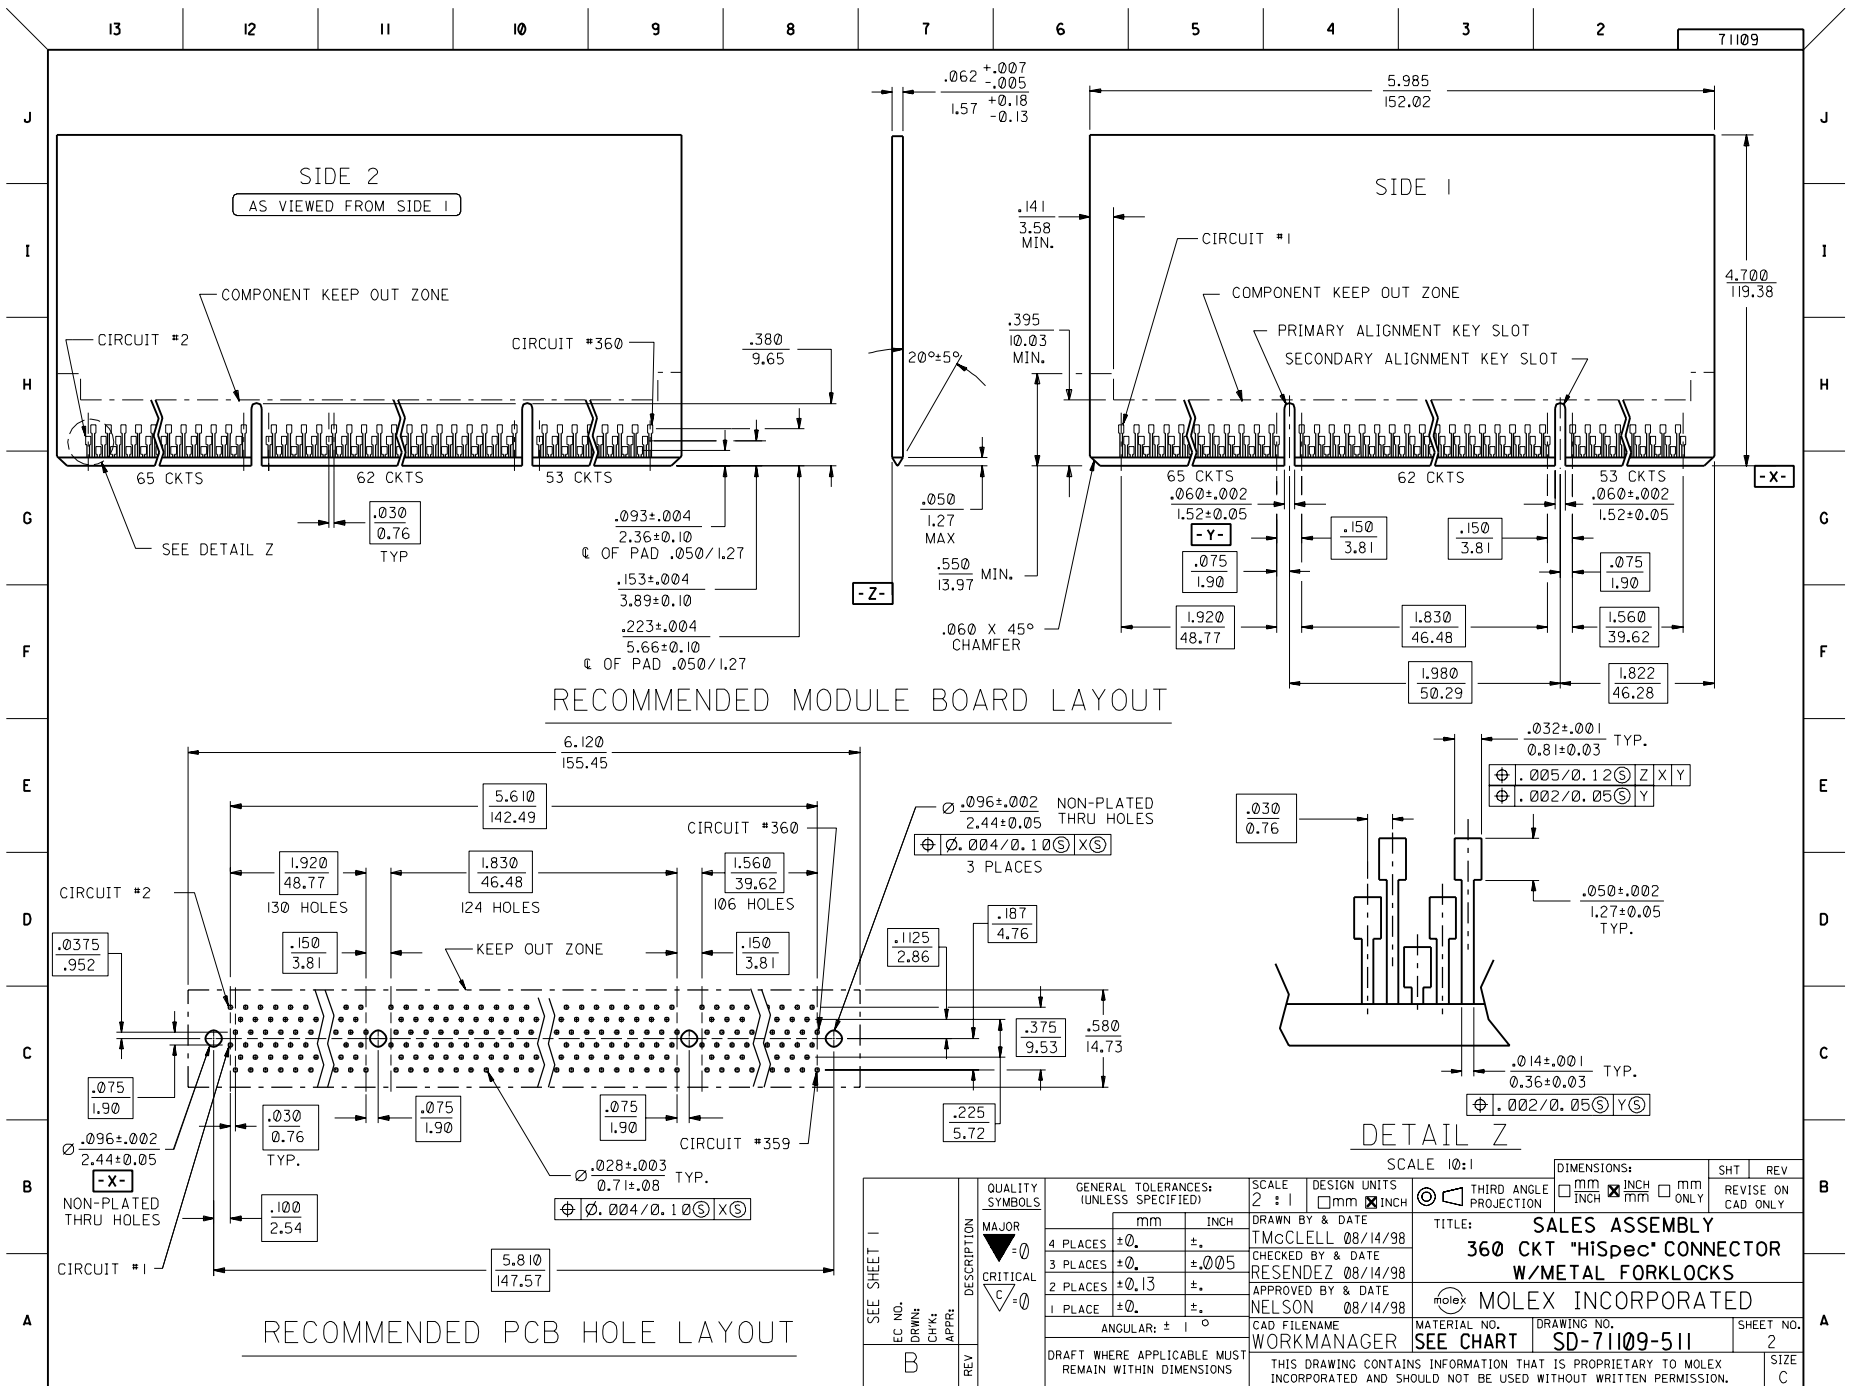 13 12 11 10 9 8 7 6 5 4 3 2
71109
J
I
H
G
F
E
D
C
B
A
J
I
H
G
F
E
D
C
B
A
SIDE 2
AS VIEWED FROM SIDE 1
COMPONENT KEEP OUT ZONE
CIRCUIT #2
CIRCUIT #360
.380
9.65
65 CKTS
62 CKTS
53 CKTS
.030
0.76
TYP
SEE DETAIL Z
.093±.004
2.36±0.10
℄ OF PAD .050/1.27
.153±.004
3.89±0.10
.223±.004
5.66±0.10
℄ OF PAD .050/1.27
.062 +.007
-.005
1.57 +0.18
-0.13
20°±5°
.050
1.27
MAX
-Z-
5.985
152.02
SIDE 1
.141
3.58
MIN.
CIRCUIT #1
COMPONENT KEEP OUT ZONE
4.700
119.38
.395
10.03
MIN.
PRIMARY ALIGNMENT KEY SLOT
SECONDARY ALIGNMENT KEY SLOT
65 CKTS
62 CKTS
53 CKTS
-X-
.060±.002
1.52±0.05
-Y-
.060±.002
1.52±0.05
.150
3.81
.150
3.81
.075
1.90
.075
1.90
.550
13.97 MIN.
.060 X 45°
CHAMFER
1.920
48.77
1.830
46.48
1.560
39.62
1.980
50.29
1.822
46.28
RECOMMENDED MODULE BOARD LAYOUT
6.120
155.45
5.610
142.49
CIRCUIT #360
1.920
48.77
130 HOLES
1.830
46.48
124 HOLES
1.560
39.62
106 HOLES
CIRCUIT #2
.0375
.952
.150
3.81
KEEP OUT ZONE
.150
3.81
Ø .096±.002
2.44±0.05
NON-PLATED
THRU HOLES
⌖ Ø.004/0.10Ⓢ XⓈ
3 PLACES
.187
4.76
.1125
2.86
.375
9.53
.580
14.73
.225
5.72
.075
1.90
.030
0.76
TYP.
.075
1.90
.075
1.90
CIRCUIT #359
Ø .096±.002
2.44±0.05
-X-
NON-PLATED
THRU HOLES
.100
2.54
Ø .028±.003
0.71±.08 TYP.
⌖ Ø.004/0.10Ⓢ XⓈ
CIRCUIT #1
5.810
147.57
RECOMMENDED PCB HOLE LAYOUT
.032±.001
0.81±0.03 TYP.
⌖ .005/0.12Ⓢ Z X Y
⌖ .002/0.05Ⓢ Y
.030
0.76
.050±.002
1.27±0.05
TYP.
.014±.001
0.36±0.03 TYP.
⌖ .002/0.05Ⓢ YⓈ
DETAIL Z
SCALE 10:1
SEE SHEET 1
EC NO.
DRWN:
CH'K:
APPR:
B
DESCRIPTION
REV
QUALITY
SYMBOLS
MAJOR
=0
CRITICAL
C =0
GENERAL TOLERANCES:
(UNLESS SPECIFIED)
mm INCH
4 PLACES ±0. ±.
3 PLACES ±0. ±.005
2 PLACES ±0.13 ±.
1 PLACE ±0. ±.
ANGULAR: ± 1 °
DRAFT WHERE APPLICABLE MUST
REMAIN WITHIN DIMENSIONS
SCALE
2 : 1
DESIGN UNITS
mm INCH
THIRD ANGLE
PROJECTION
DIMENSIONS:
mm
INCH
INCH
mm
mm
ONLY
SHT REV
REVISE ON
CAD ONLY
DRAWN BY & DATE
TMcCLELL 08/14/98
CHECKED BY & DATE
RESENDEZ 08/14/98
APPROVED BY & DATE
NELSON 08/14/98
CAD FILENAME
WORKMANAGER
TITLE: SALES ASSEMBLY
360 CKT "HiSpec" CONNECTOR
W/METAL FORKLOCKS
molex MOLEX INCORPORATED
MATERIAL NO.
SEE CHART
DRAWING NO.
SD-71109-511
SHEET NO.
2
THIS DRAWING CONTAINS INFORMATION THAT IS PROPRIETARY TO MOLEX
INCORPORATED AND SHOULD NOT BE USED WITHOUT WRITTEN PERMISSION.
SIZE
C